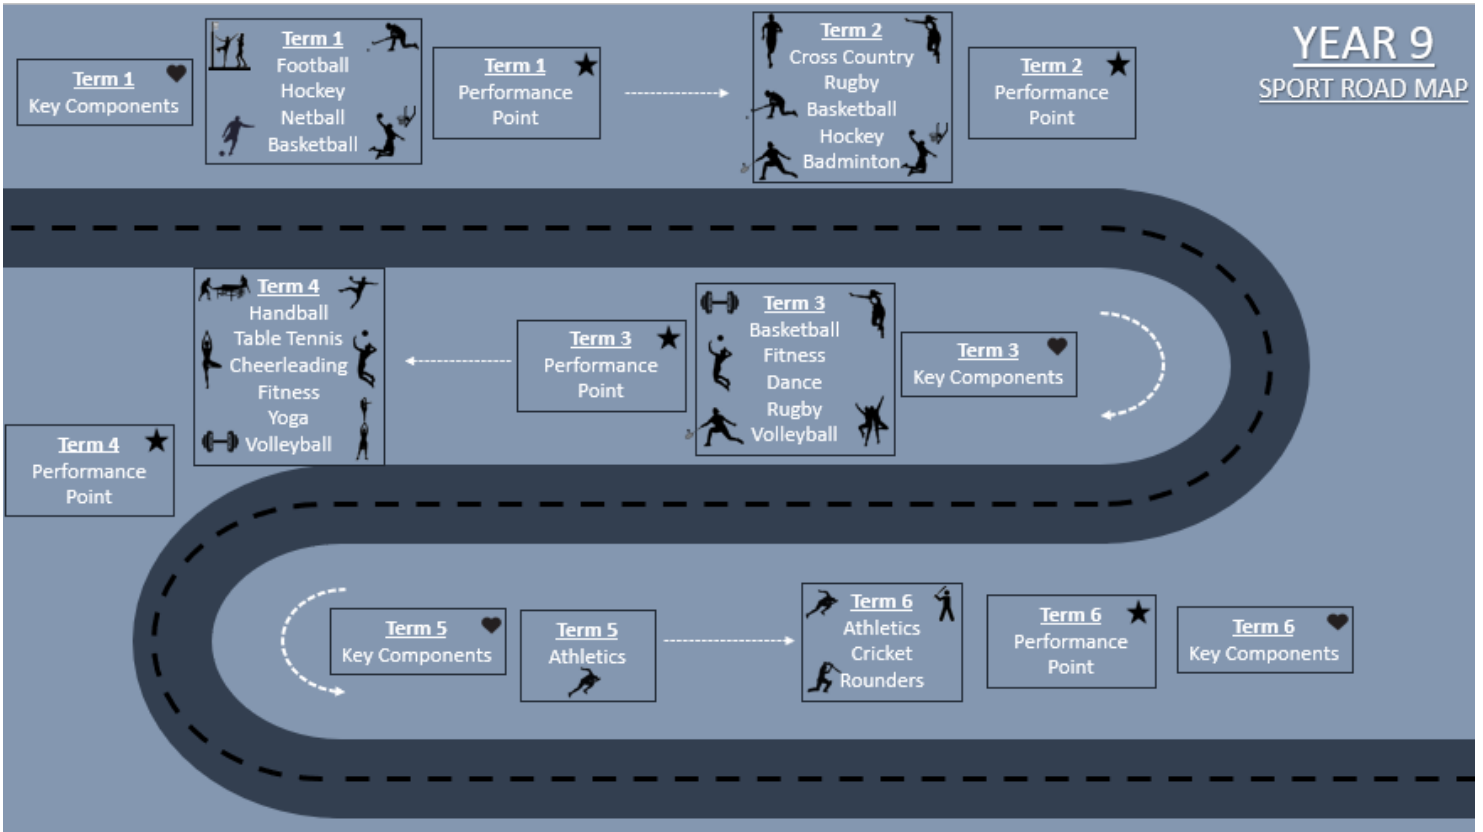 YEAR 9
SPORT ROAD MAP
Term 1
Key Components
Term 1
Football
Hockey
Netball
Basketball
Term 1
Performance
Point
Term 2
Cross Country
Rugby
Basketball
Hockey
Badminton
Term 2
Performance
Point
Term 3
Key Components
Term 3
Basketball
Fitness
Dance
Rugby
Volleyball
Term 3
Performance
Point
Term 4
Handball
Table Tennis
Cheerleading
Fitness
Yoga
Volleyball
Term 4
Performance
Point
Term 5
Key Components
Term 5
Athletics
Term 6
Athletics
Cricket
Rounders
Term 6
Performance
Point
Term 6
Key Components